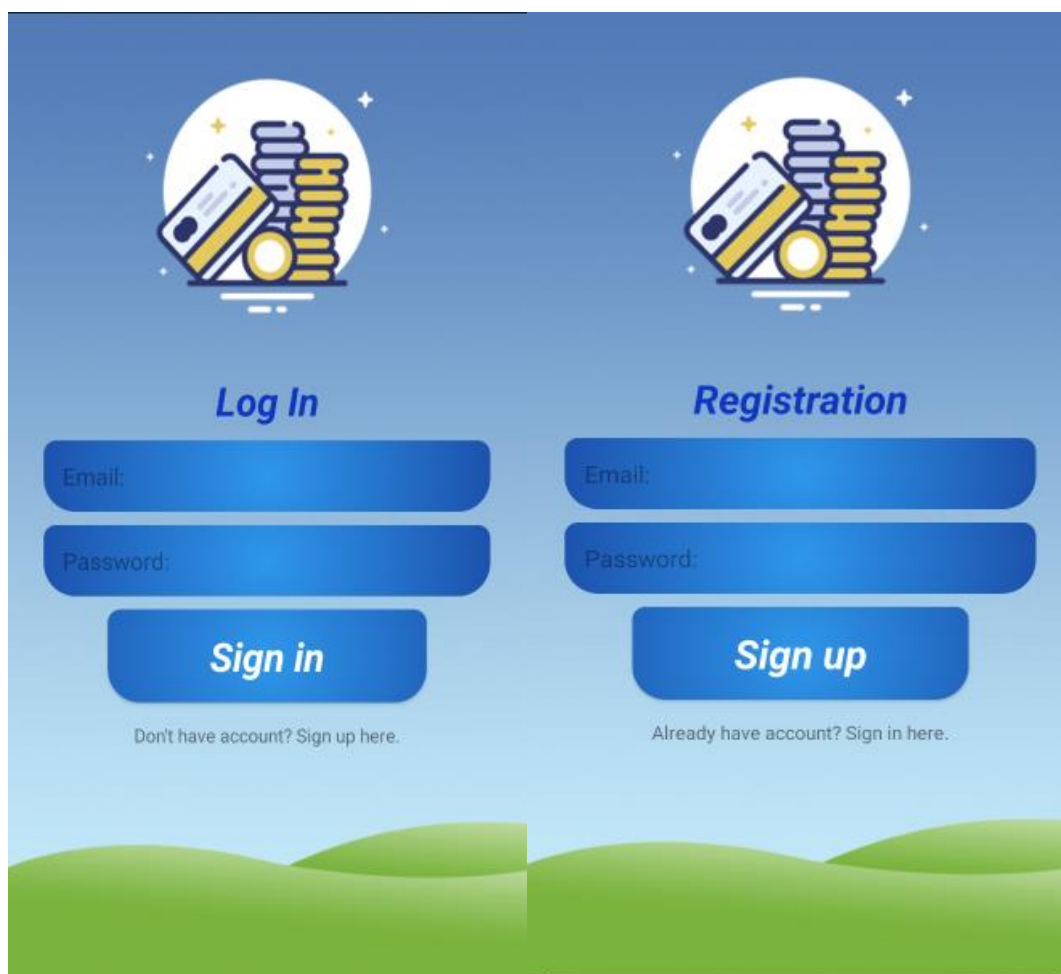 Log In
Email:
Password:
Sign in
Don't have account? Sign up here.
Registration
Email:
Password:
Sign up
Already have account? Sign in here.